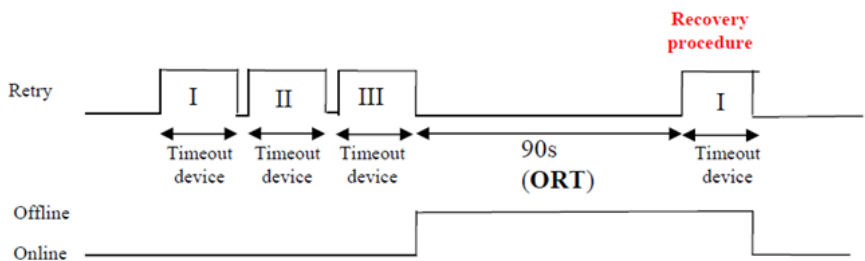 Recovery
procedure
Retry
I
II
III
I
Timeout
device
Timeout
device
Timeout
device
90s
(ORT)
Timeout
device
Offline
Online